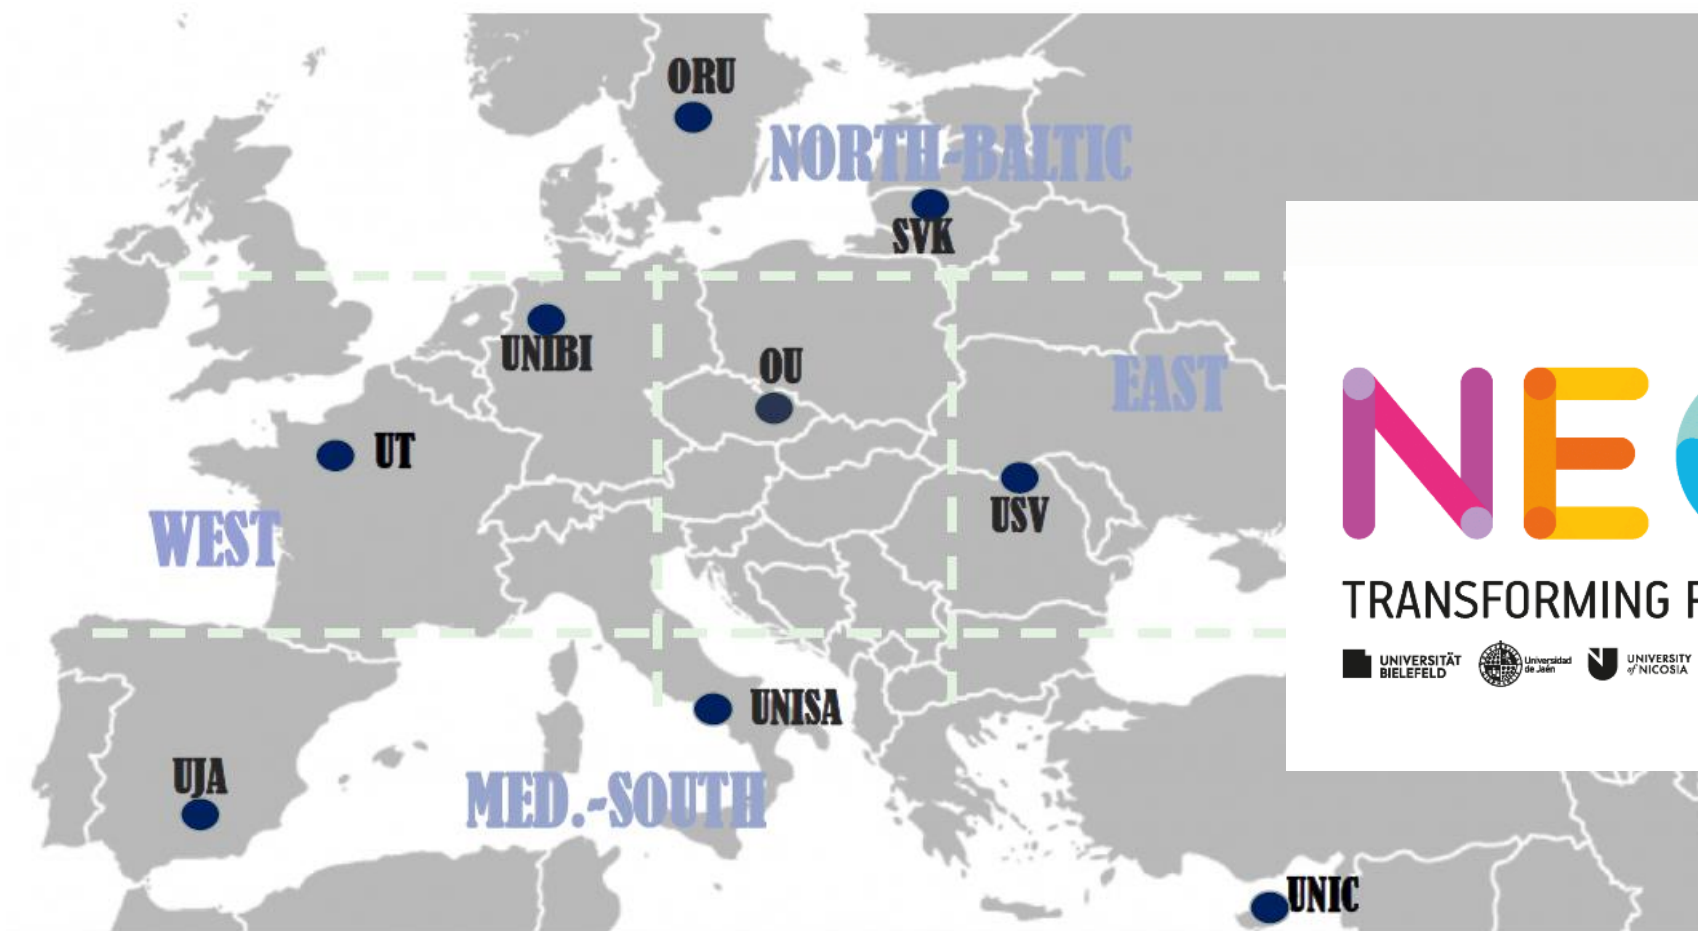 ORU
NORTH-BALTIC
SVK
UNIBI
OU
EAST
UT
USV
WEST
UNISA
UJA
MED.-SOUTH
UNIC
NE
TRANSFORMING
UNIVERSITÄT
BIELEFELD
Universidad
de Jaén
UNIVERSITY
of NICOSIA